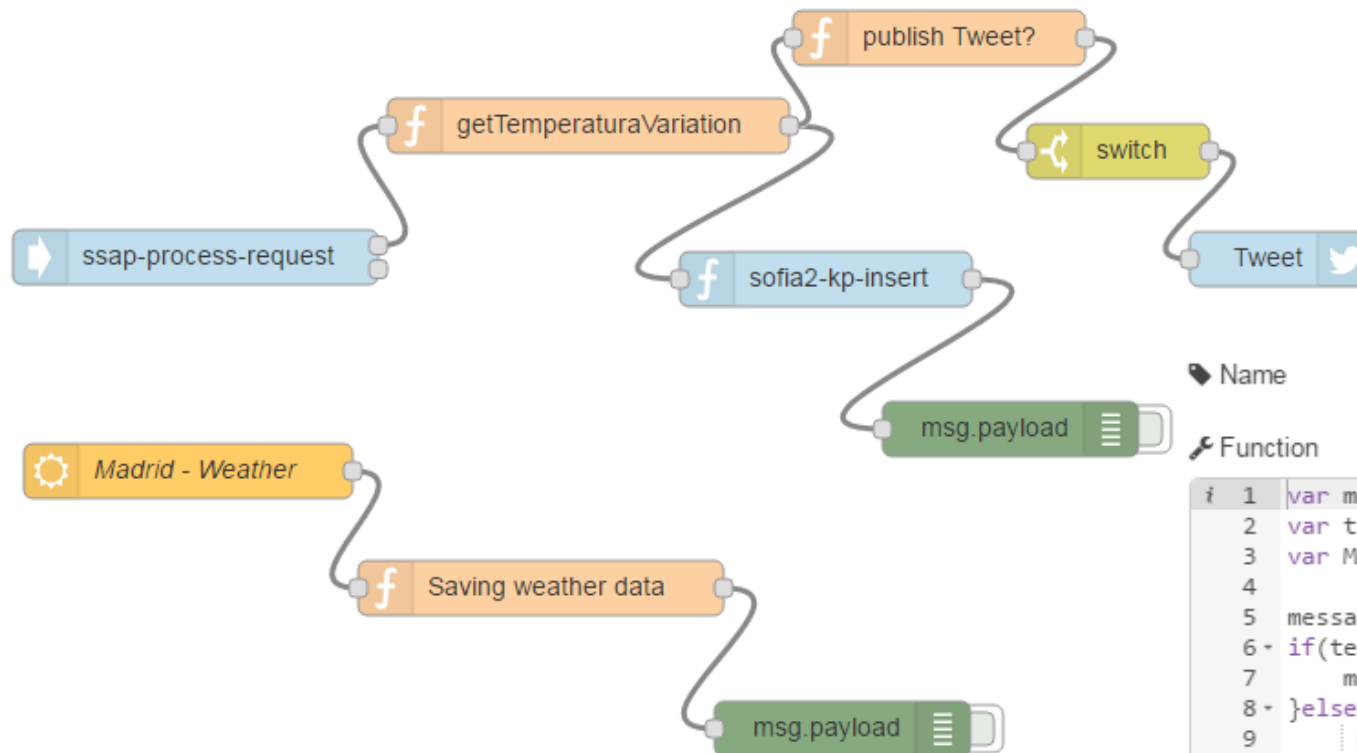 publish Tweet?
getTemperaturaVariation
switch
ssap-process-request
Tweet
sofia2-kp-insert
Name
msg.payload
Function
Madrid - Weather
i 1 var m
2 var t
3 var M
4
Saving weather data
5 messa
6 if(te
7 m
8 }else
msg.payload
9